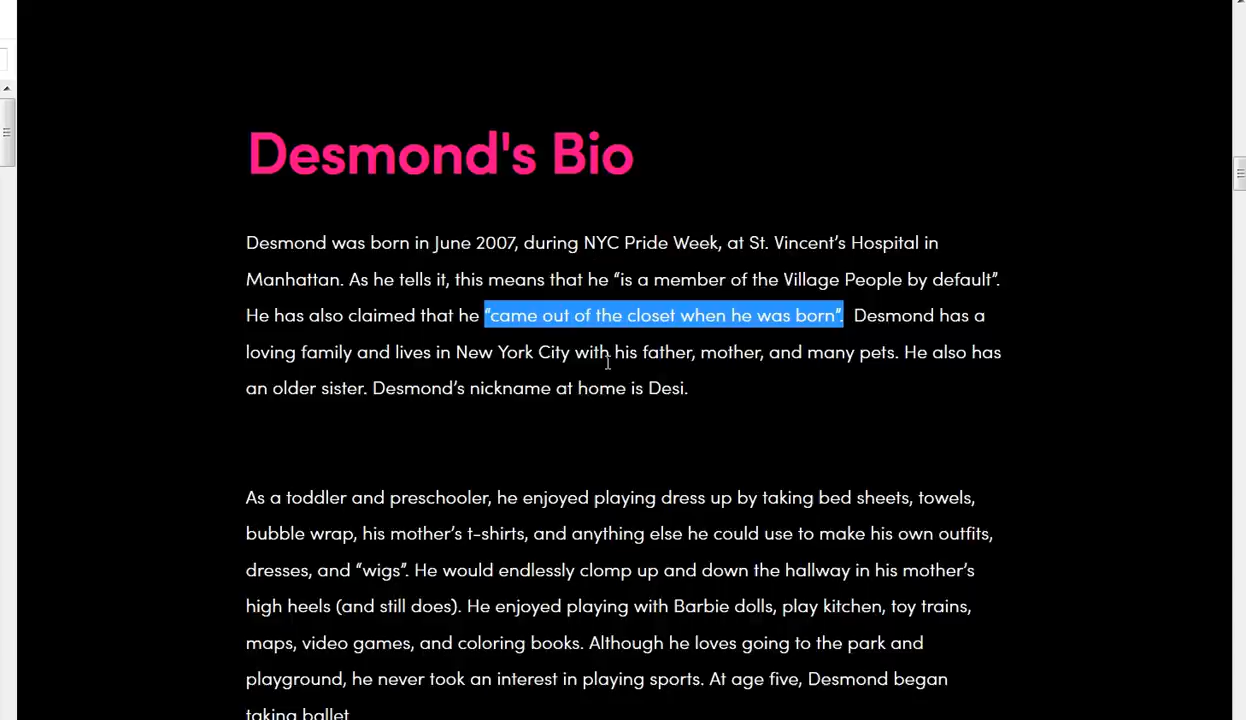 Desmond's Bio
Desmond was born in June 2007, during NYC Pride Week, at St. Vincent’s Hospital in
Manhattan. As he tells it, this means that he “is a member of the Village People by default”.
He has also claimed that he “came out of the closet when he was born”.  Desmond has a
loving family and lives in New York City with his father, mother, and many pets. He also has
an older sister. Desmond’s nickname at home is Desi.
As a toddler and preschooler, he enjoyed playing dress up by taking bed sheets, towels,
bubble wrap, his mother’s t-shirts, and anything else he could use to make his own outfits,
dresses, and “wigs”. He would endlessly clomp up and down the hallway in his mother’s
high heels (and still does). He enjoyed playing with Barbie dolls, play kitchen, toy trains,
maps, video games, and coloring books. Although he loves going to the park and
playground, he never took an interest in playing sports. At age five, Desmond began
taking ballet